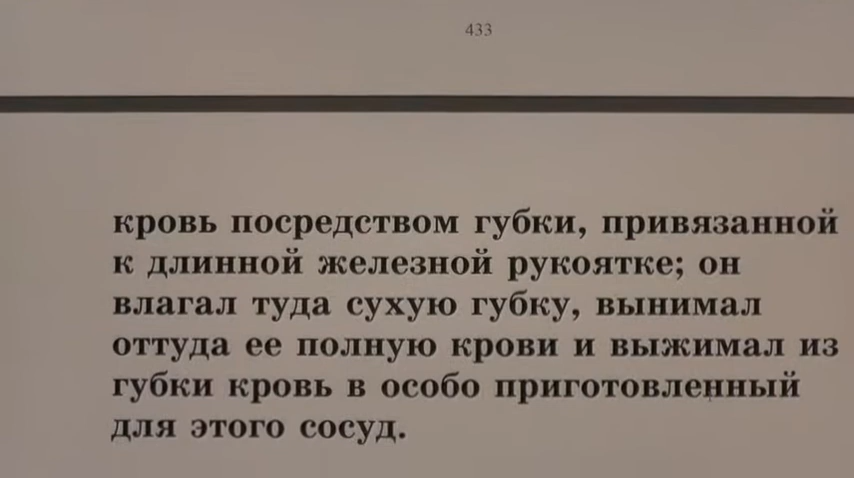 433
кровь посредством губки, привязанной
к длинной железной рукоятке; он
влагал туда сухую губку, вынимал
оттуда ее полную крови и выжимал из
губки кровь в особо приготовленный
для этого сосуд.